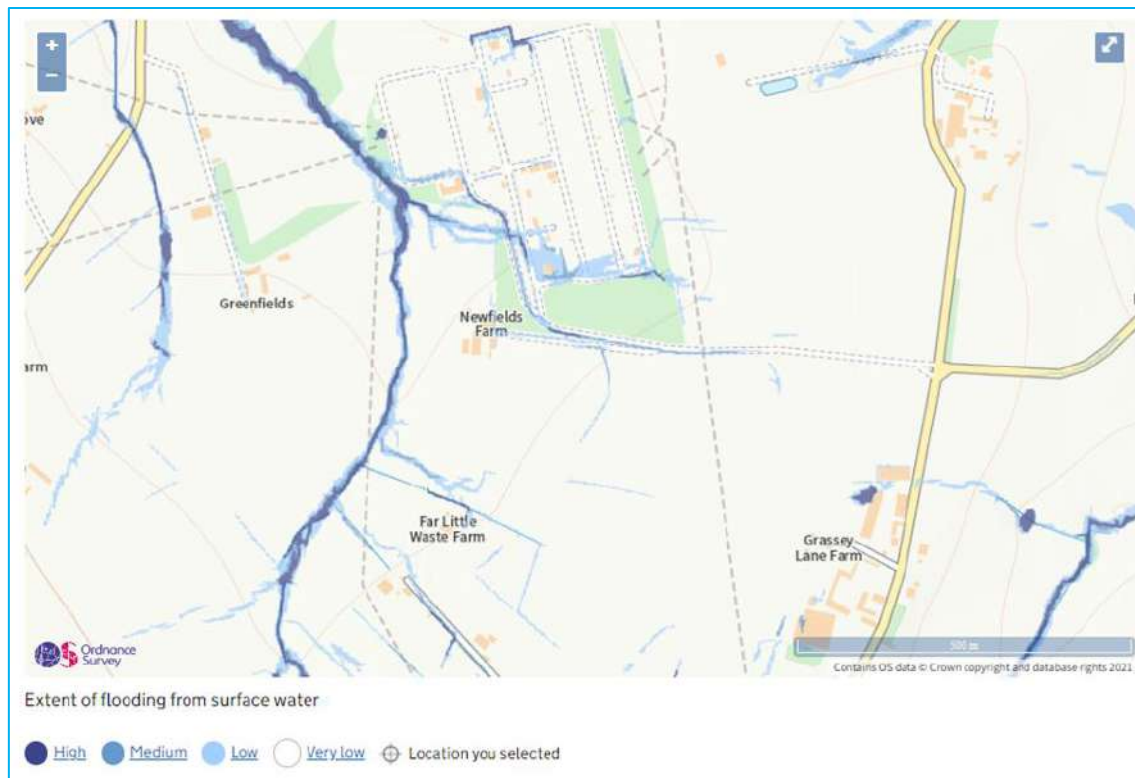 +
−
ove
Greenfields
Newfields
Farm
arm
Far Little
Waste Farm
Grassey
Lane Farm
Ordnance
Survey
500 m
Contains OS data © Crown copyright and database rights 2021
Extent of flooding from surface water
High Medium Low Very low Location you selected